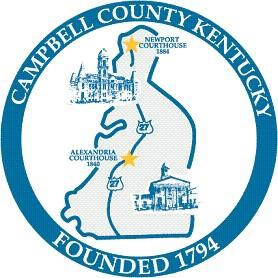 CAMPBELL COUNTY KENTUCKY
NEWPORT
COURTHOUSE
1884
27
ALEXANDRIA
COURTHOUSE
1840
27
FOUNDED 1794